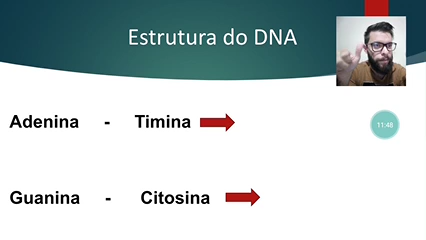 Estrutura do DNA
11:48
Adenina - Timina
Guanina - Citosina